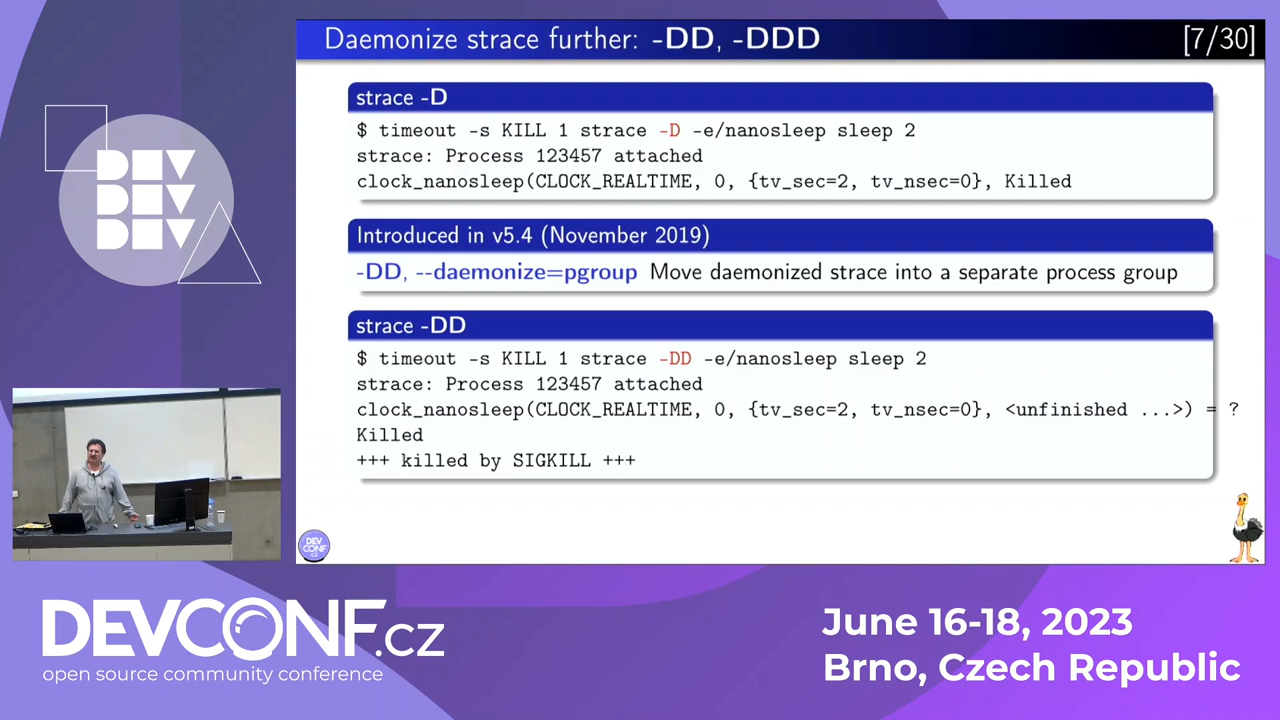 Daemonize strace further: -DD, -DDD
[7/30]
strace -D
$ timeout -s KILL 1 strace -D -e/nanosleep sleep 2
strace: Process 123457 attached
clock_nanosleep(CLOCK_REALTIME, 0, {tv_sec=2, tv_nsec=0}, Killed
Introduced in v5.4 (November 2019)
-DD, --daemonize=pgroup Move daemonized strace into a separate process group
strace -DD
$ timeout -s KILL 1 strace -DD -e/nanosleep sleep 2
strace: Process 123457 attached
clock_nanosleep(CLOCK_REALTIME, 0, {tv_sec=2, tv_nsec=0}, <unfinished ...>) = ?
Killed
+++ killed by SIGKILL +++
DEV
DEV
DEV
DEV
CONF
CZ
DEVCONF.cz
open source community conference
June 16-18, 2023
Brno, Czech Republic